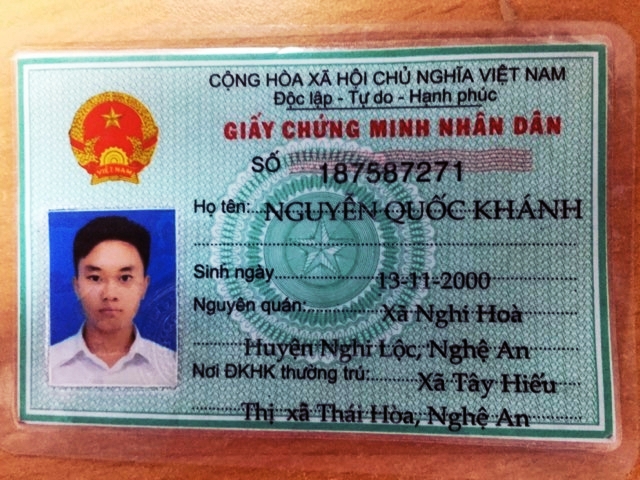 CỘNG HÒA XÃ HỘI CHỦ NGHĨA VIỆT NAM
Độc lập - Tự do - Hạnh phúc
GIẤY CHỨNG MINH NHÂN DÂN
SỐ 187587271
Họ tên: NGUYỄN QUỐC KHÁNH
Sinh ngày 13-11-2000
Nguyên quán: Xã Nghi Hoà
Huyện Nghi Lộc, Nghệ An
Nơi ĐKHK thường trú: Xã Tây Hiếu
Thị xã Thái Hòa, Nghệ An
VIỆT NAM